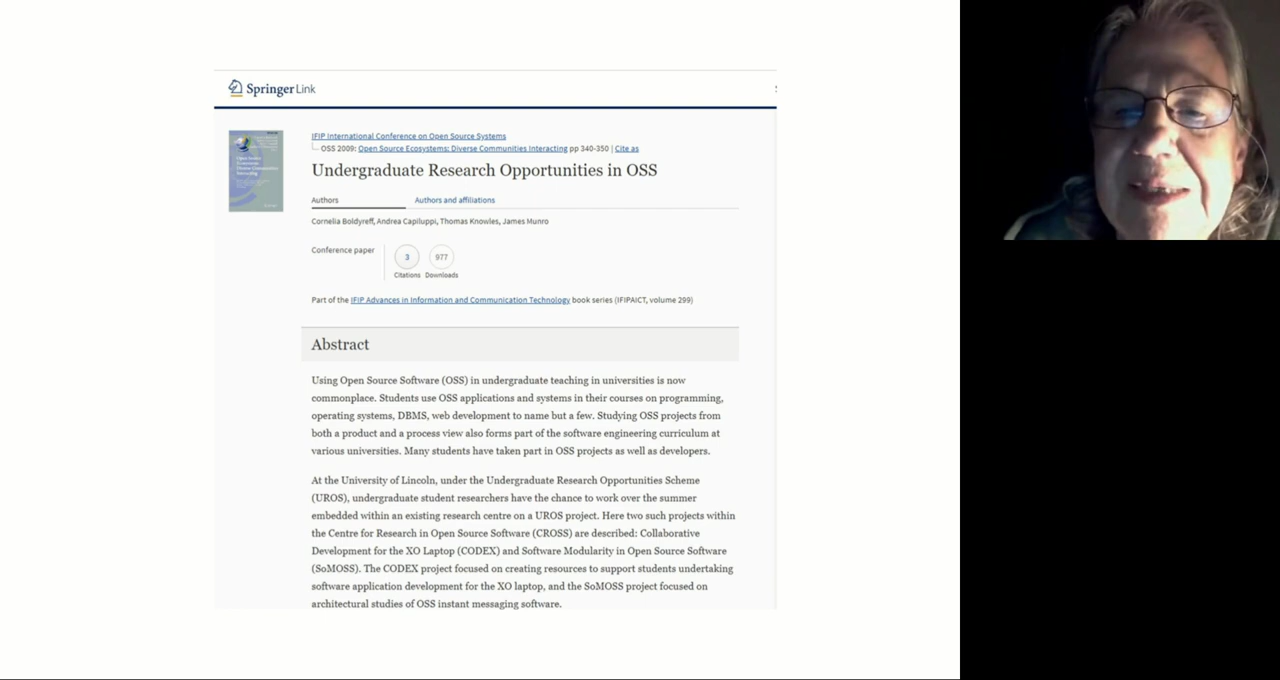 Springer Link
IFIP International Conference on Open Source Systems
OSS 2009: Open Source Ecosystems: Diverse Communities Interacting pp 340-350 | Cite as
Undergraduate Research Opportunities in OSS
Authors Authors and affiliations
Cornelia Boldyreff, Andrea Capiluppi, Thomas Knowles, James Munro
Conference paper
3 977
Citations Downloads
Part of the IFIP Advances in Information and Communication Technology book series (IFIPAICT, volume 299)
Abstract
Using Open Source Software (OSS) in undergraduate teaching in universities is now
commonplace. Students use OSS applications and systems in their courses on programming,
operating systems, DBMS, web development to name but a few. Studying OSS projects from
both a product and a process view also forms part of the software engineering curriculum at
various universities. Many students have taken part in OSS projects as well as developers.
At the University of Lincoln, under the Undergraduate Research Opportunities Scheme
(UROS), undergraduate student researchers have the chance to work over the summer
embedded within an existing research centre on a UROS project. Here two such projects within
the Centre for Research in Open Source Software (CROSS) are described: Collaborative
Development for the XO Laptop (CODEX) and Software Modularity in Open Source Software
(SoMOSS). The CODEX project focused on creating resources to support students undertaking
software application development for the XO laptop, and the SoMOSS project focused on
architectural studies of OSS instant messaging software.